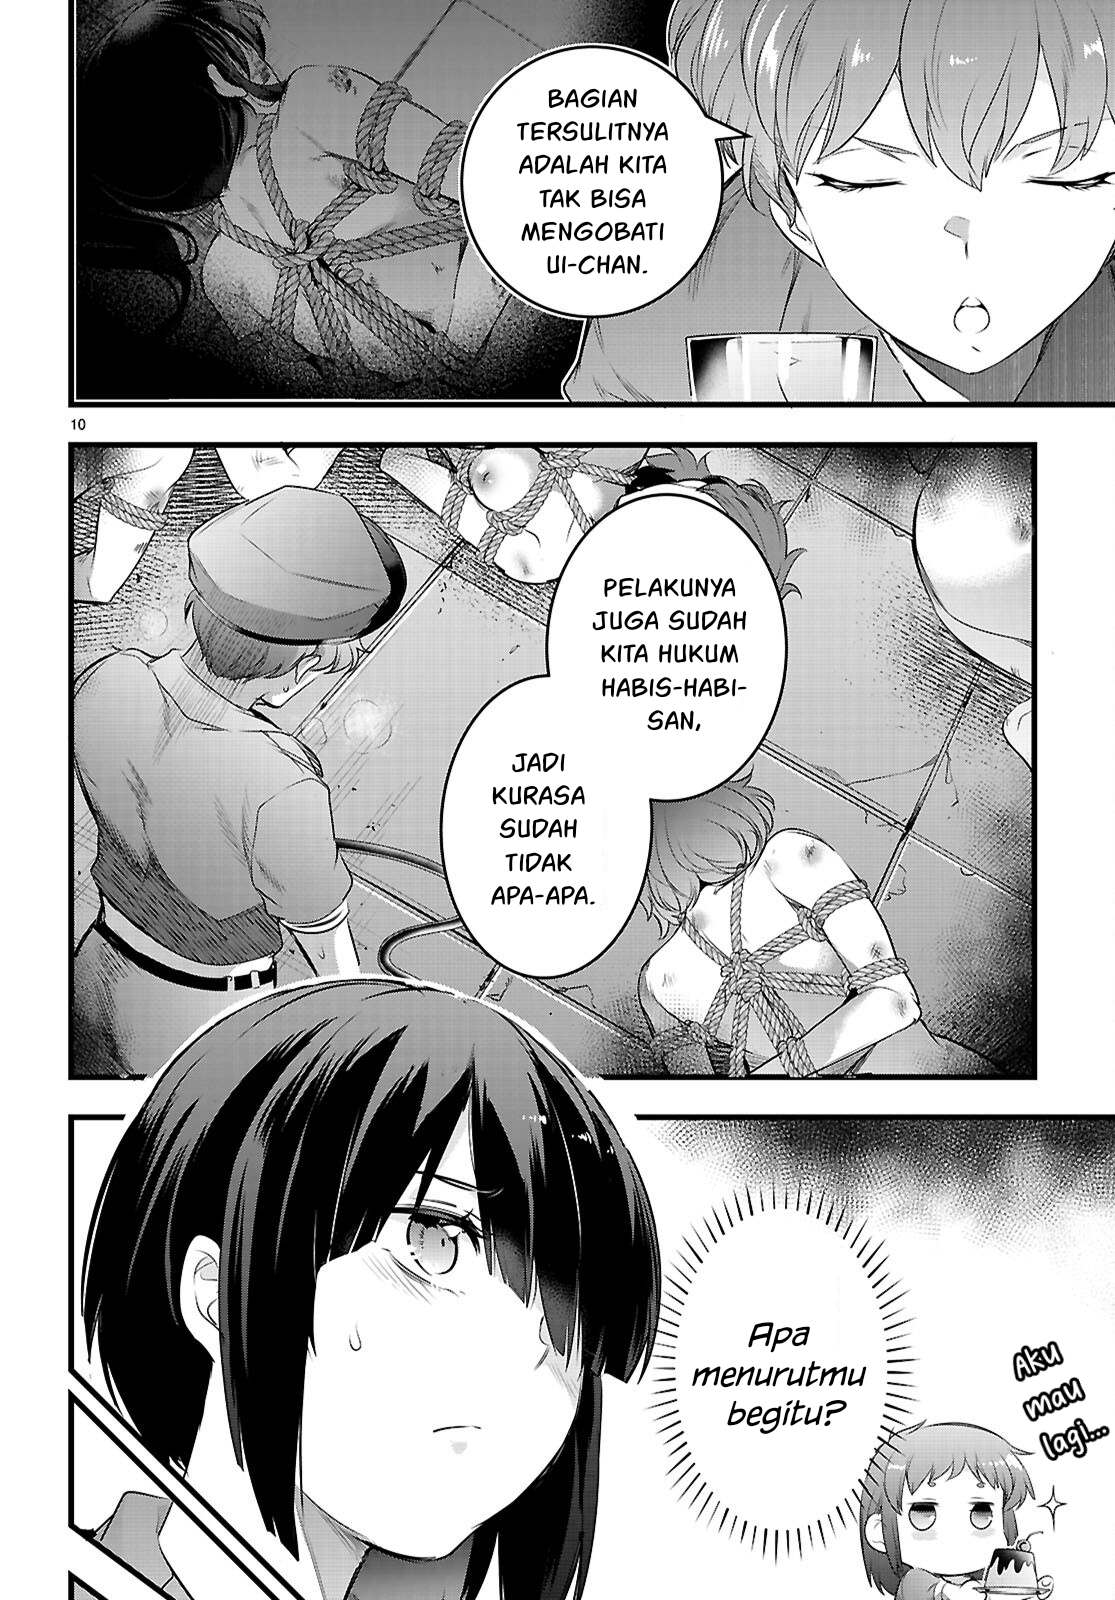 BAGIAN
TERSULITNYA
ADALAH KITA
TAK BISA
MENGOBATI
UI-CHAN.
10
PELAKUNYA
JUGA SUDAH
KITA HUKUM
HABIS-HABI-
SAN,
JADI
KURASA
SUDAH
TIDAK
APA-APA.
Apa
menurutmu
begitu?
Aku
mau
lagi...